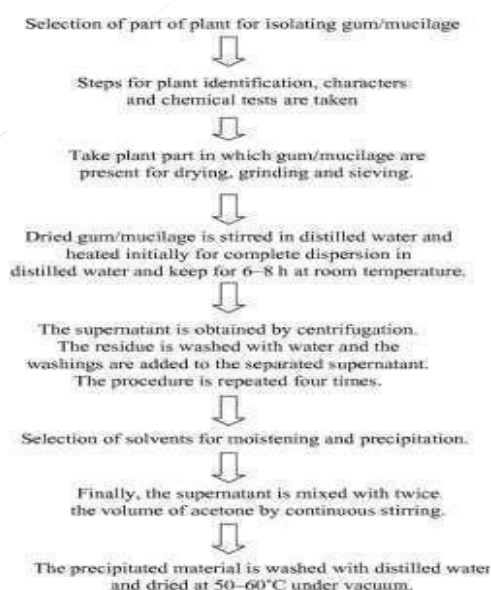 Selection of part of plant for isolating gum/mucilage
Steps for plant identification, characters
and chemical tests are taken
Take plant part in which gum/mucilage are
present for drying, grinding and sieving.
Dried gum/mucilage is stirred in distilled water and
heated initially for complete dispersion in
distilled water and keep for 6–8 h at room temperature.
The supernatant is obtained by centrifugation.
The residue is washed with water and the
washings are added to the separated supernatant.
The procedure is repeated four times.
Selection of solvents for moistening and precipitation.
Finally, the supernatant is mixed with twice
the volume of acetone by continuous stirring.
The precipitated material is washed with distilled water
and dried at 50–60°C under vacuum.